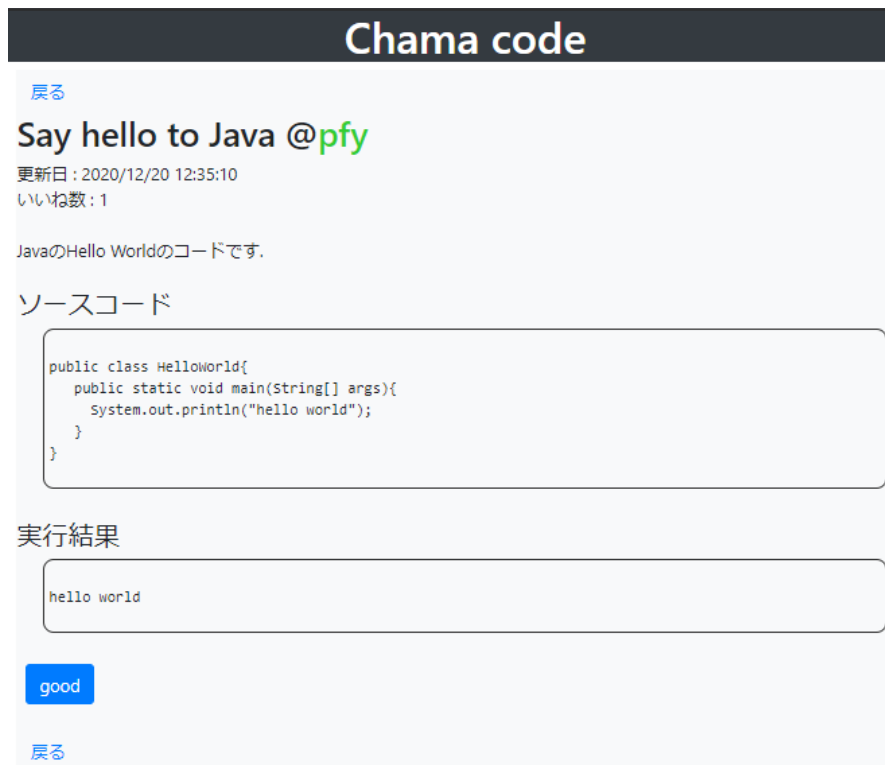 Chama code
戻る
Say hello to Java @pfy
更新日 : 2020/12/20 12:35:10
いいね数 : 1
JavaのHello Worldのコードです.
ソースコード
public class HelloWorld{
   public static void main(String[] args){
     System.out.println("hello world");
   }
}
実行結果
hello world
good
戻る